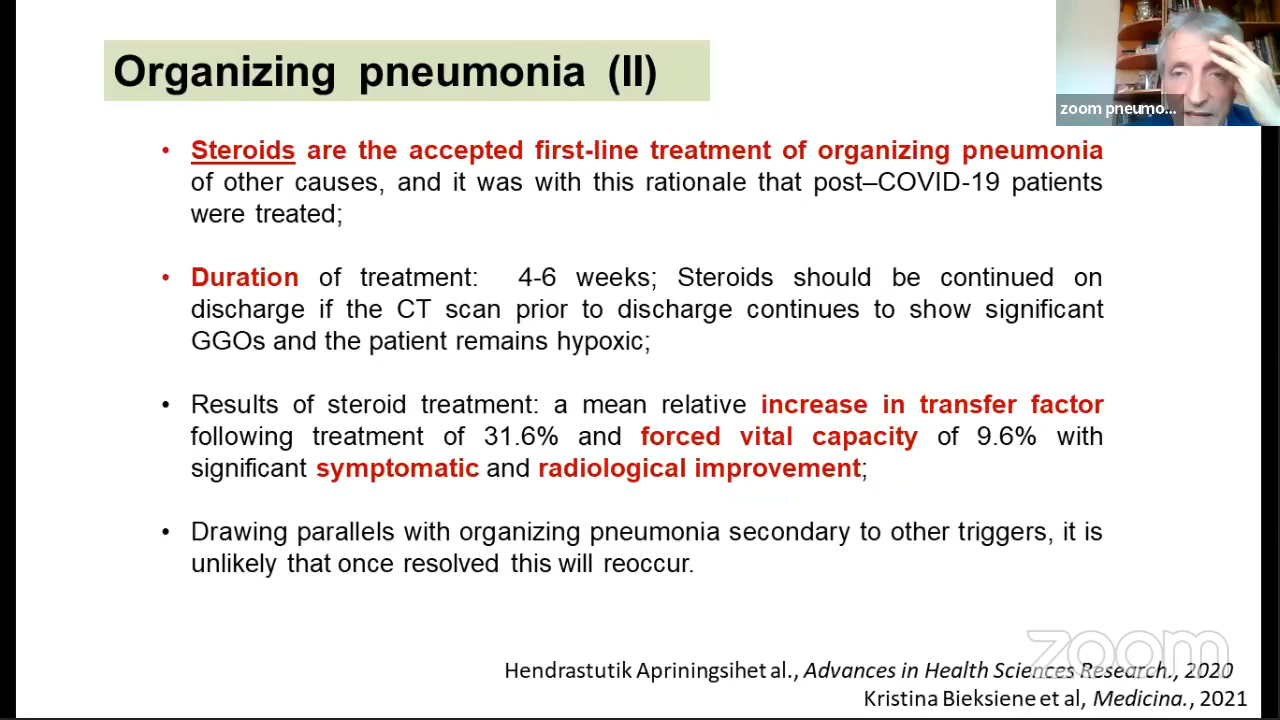 Organizing pneumonia (II)
zoom pneumo...
• Steroids are the accepted first-line treatment of organizing pneumonia
of other causes, and it was with this rationale that post–COVID-19 patients
were treated;
• Duration of treatment: 4-6 weeks; Steroids should be continued on
discharge if the CT scan prior to discharge continues to show significant
GGOs and the patient remains hypoxic;
• Results of steroid treatment: a mean relative increase in transfer factor
following treatment of 31.6% and forced vital capacity of 9.6% with
significant symptomatic and radiological improvement;
• Drawing parallels with organizing pneumonia secondary to other triggers, it is
unlikely that once resolved this will reoccur.
zoom
Hendrastutik Apriningsihet al., Advances in Health Sciences Research., 2020
Kristina Bieksiene et al, Medicina., 2021